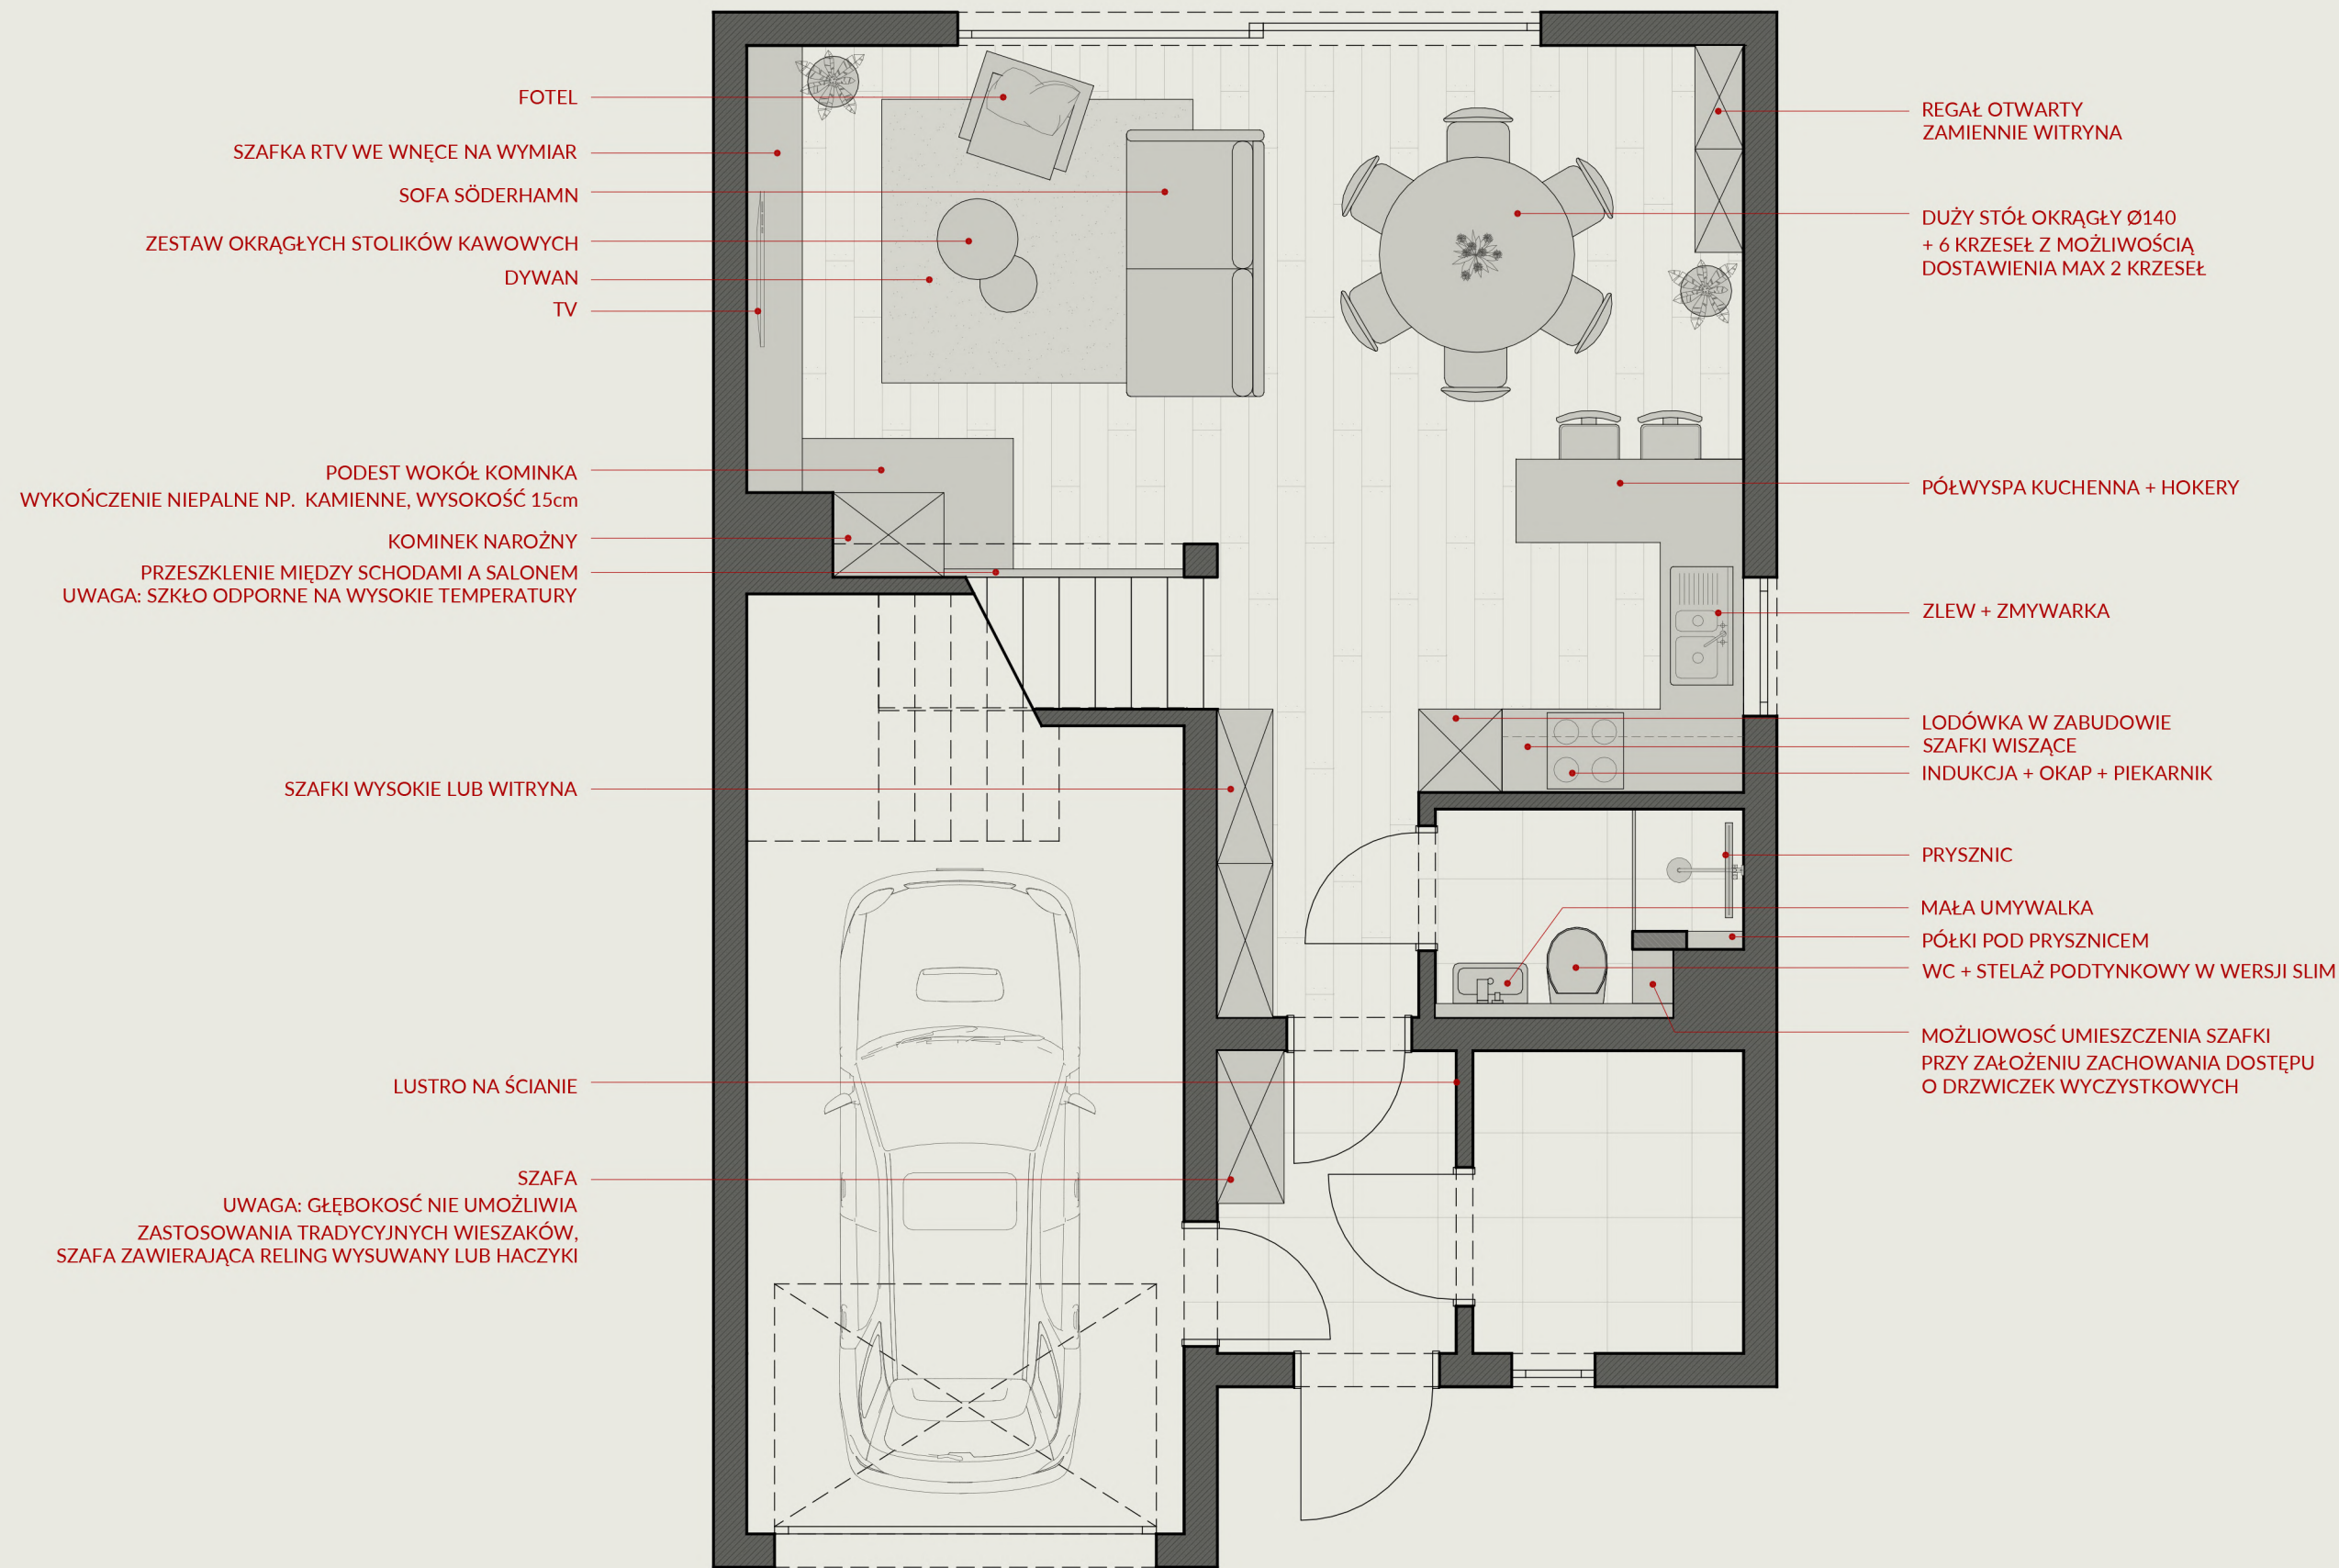 FOTEL
SZAFKA RTV WE WNĘCE NA WYMIAR
SOFA SÖDERHAMN
ZESTAW OKRĄGŁYCH STOLIKÓW KAWOWYCH
DYWAN
TV
PODEST WOKÓŁ KOMINKA
WYKOŃCZENIE NIEPALNE NP. KAMIENNE, WYSOKOŚĆ 15cm
KOMINEK NAROŻNY
PRZESZKLENIE MIĘDZY SCHODAMI A SALONEM
UWAGA: SZKŁO ODPORNE NA WYSOKIE TEMPERATURY
SZAFKI WYSOKIE LUB WITRYNA
LUSTRO NA ŚCIANIE
SZAFA
UWAGA: GŁĘBOKOSĆ NIE UMOŻLIWIA
ZASTOSOWANIA TRADYCYJNYCH WIESZAKÓW,
SZAFA ZAWIERAJĄCA RELING WYSUWANY LUB HACZYKI
REGAŁ OTWARTY
ZAMIENNIE WITRYNA
DUŻY STÓŁ OKRĄGŁY Ø140
+ 6 KRZESEŁ Z MOŻLIWOŚCIĄ
DOSTAWIENIA MAX 2 KRZESEŁ
PÓŁWYSPA KUCHENNA + HOKERY
ZLEW + ZMYWARKA
LODÓWKA W ZABUDOWIE
SZAFKI WISZĄCE
INDUKCJA + OKAP + PIEKARNIK
PRYSZNIC
MAŁA UMYWALKA
PÓŁKI POD PRYSZNICEM
WC + STELAŻ PODTYNKOWY W WERSJI SLIM
MOŻLIOWOSĆ UMIESZCZENIA SZAFKI
PRZY ZAŁOŻENIU ZACHOWANIA DOSTĘPU
O DRZWICZEK WYCZYSTKOWYCH